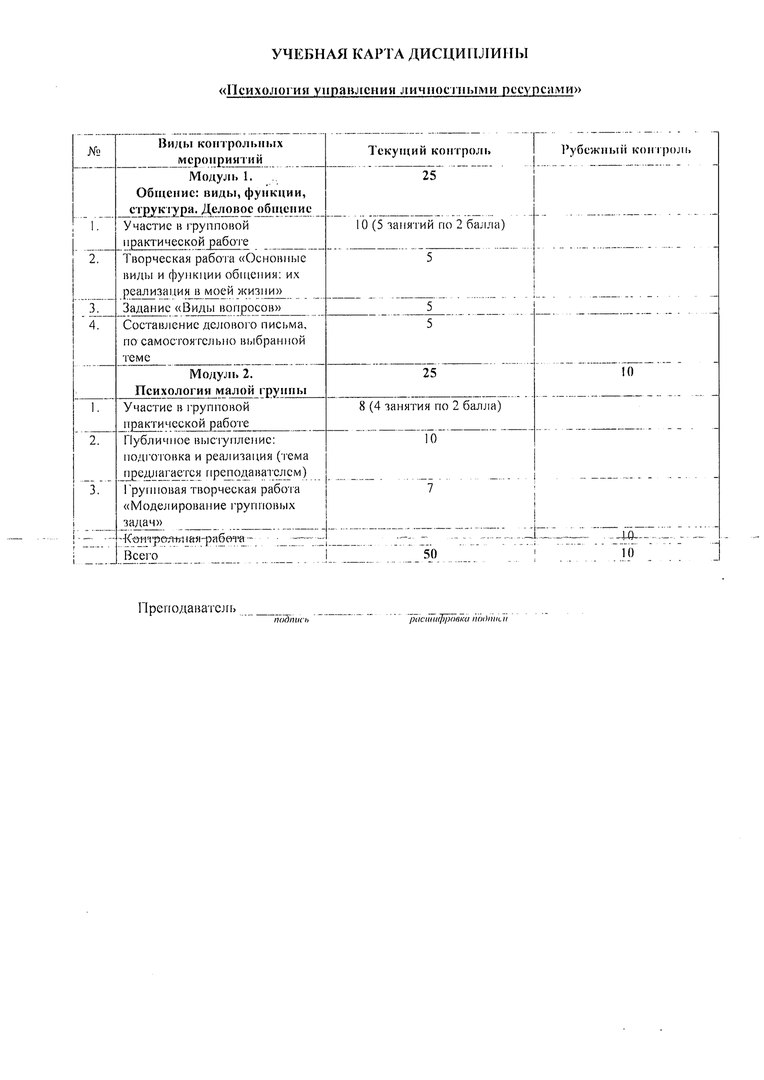 УЧЕБНАЯ КАРТА ДИСЦИПЛИНЫ
«Психология управления личностными ресурсами»
№ Виды контрольных мероприятий Текущий контроль Рубежный контроль
Модуль 1. 25
Общение: виды, функции,
структура. Деловое общение
1. Участие в групповой 10 (5 занятий по 2 балла)
практической работе
2. Творческая работа «Основные 5
виды и функции общения: их
реализация в моей жизни»
3. Задание «Виды вопросов» 5
4. Составление делового письма, 5
по самостоятельно выбранной
теме
Модуль 2. 25 10
Психология малой группы
1. Участие в групповой 8 (4 занятия по 2 балла)
практической работе
2. Публичное выступление: 10
подготовка и реализация (тема
предлагается преподавателем)
3. Групповая творческая работа 7
«Моделирование групповых
задач»
Контрольная работа 10
Всего 50 10
Преподаватель
подпись расшифровка подписи